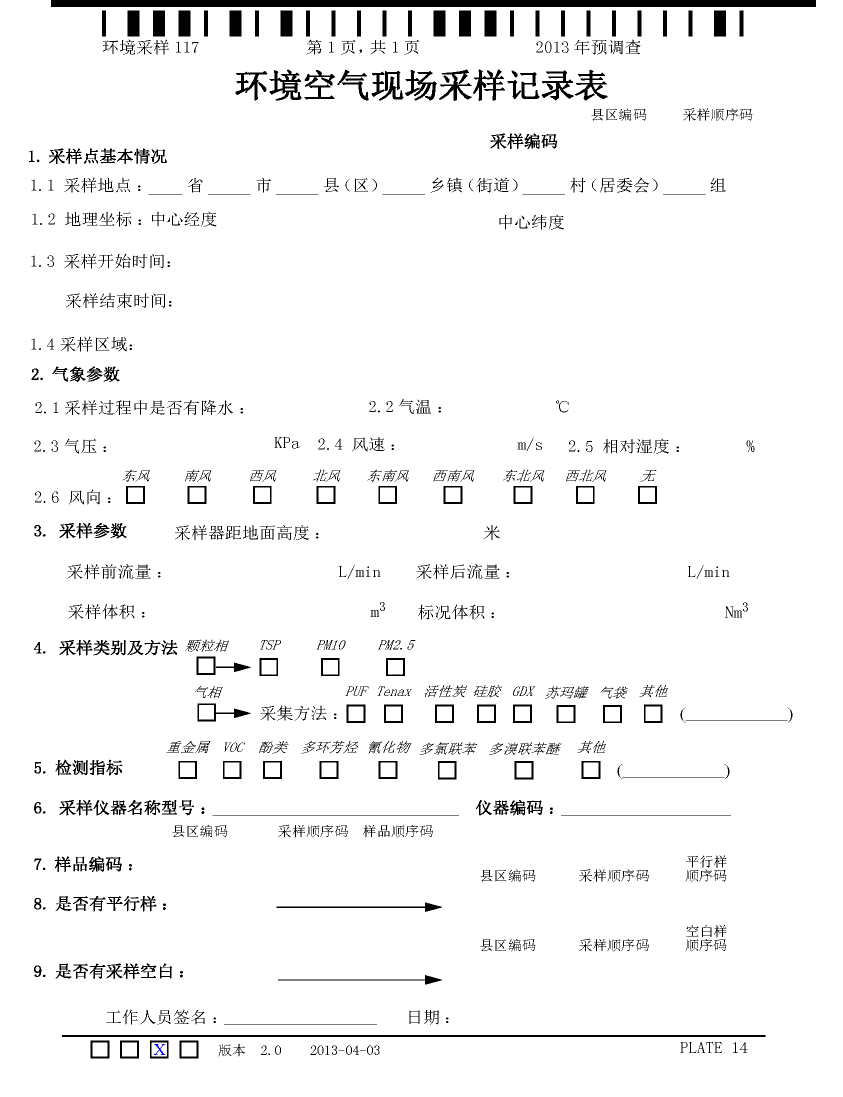 环境采样 117 第 1 页, 共 1 页 2013 年预调查
环境空气现场采样记录表
县区编码 采样顺序码
采样编码
1. 采样点基本情况
1.1 采样地点：____ 省 _____ 市 _____ 县（区）_____ 乡镇（街道）_____ 村（居委会）_____ 组
1.2 地理坐标：中心经度 中心纬度
1.3 采样开始时间:
采样结束时间:
1.4 采样区域:
2. 气象参数
2.1 采样过程中是否有降水： 2.2 气温： ℃
2.3 气压： KPa 2.4 风速： m/s 2.5 相对湿度： %
东风 南风 西风 北风 东南风 西南风 东北风 西北风 无
2.6 风向：
3. 采样参数 采样器距地面高度： 米
采样前流量： L/min 采样后流量： L/min
采样体积： m³ 标况体积： Nm³
4. 采样类别及方法 颗粒相 TSP PM10 PM2.5
气相 PUF Tenax 活性炭 硅胶 GDX 苏玛罐 气袋 其他
采集方法： (____________)
重金属 VOC 酚类 多环芳烃 氰化物 多氯联苯 多溴联苯醚 其他
5. 检测指标 (____________)
6. 采样仪器名称型号：_____________________________ 仪器编码：____________________
县区编码 采样顺序码 样品顺序码
7. 样品编码：
平行样
县区编码 采样顺序码 顺序码
8. 是否有平行样：
空白样
县区编码 采样顺序码 顺序码
9. 是否有采样空白：
工作人员签名：__________________ 日期：
X 版本 2.0 2013-04-03 PLATE 14